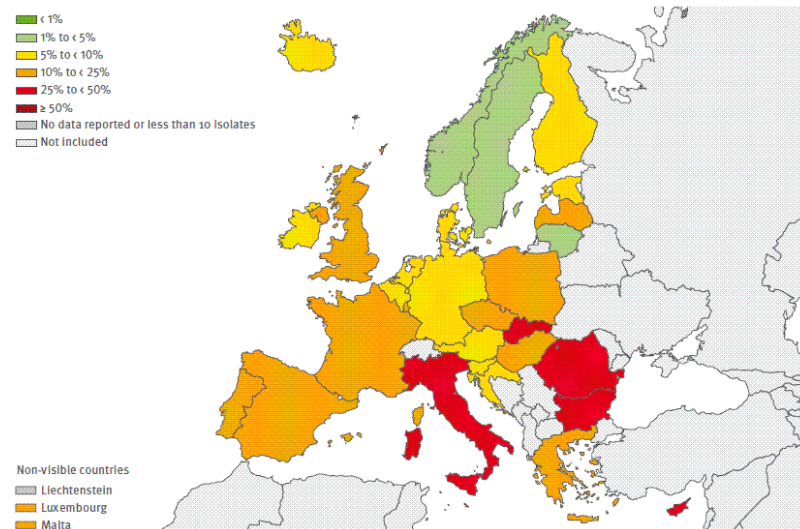 < 1%
1% to < 5%
5% to < 10%
10% to < 25%
25% to < 50%
≥ 50%
No data reported or less than 10 isolates
Not included
Non-visible countries
Liechtenstein
Luxembourg
Malta